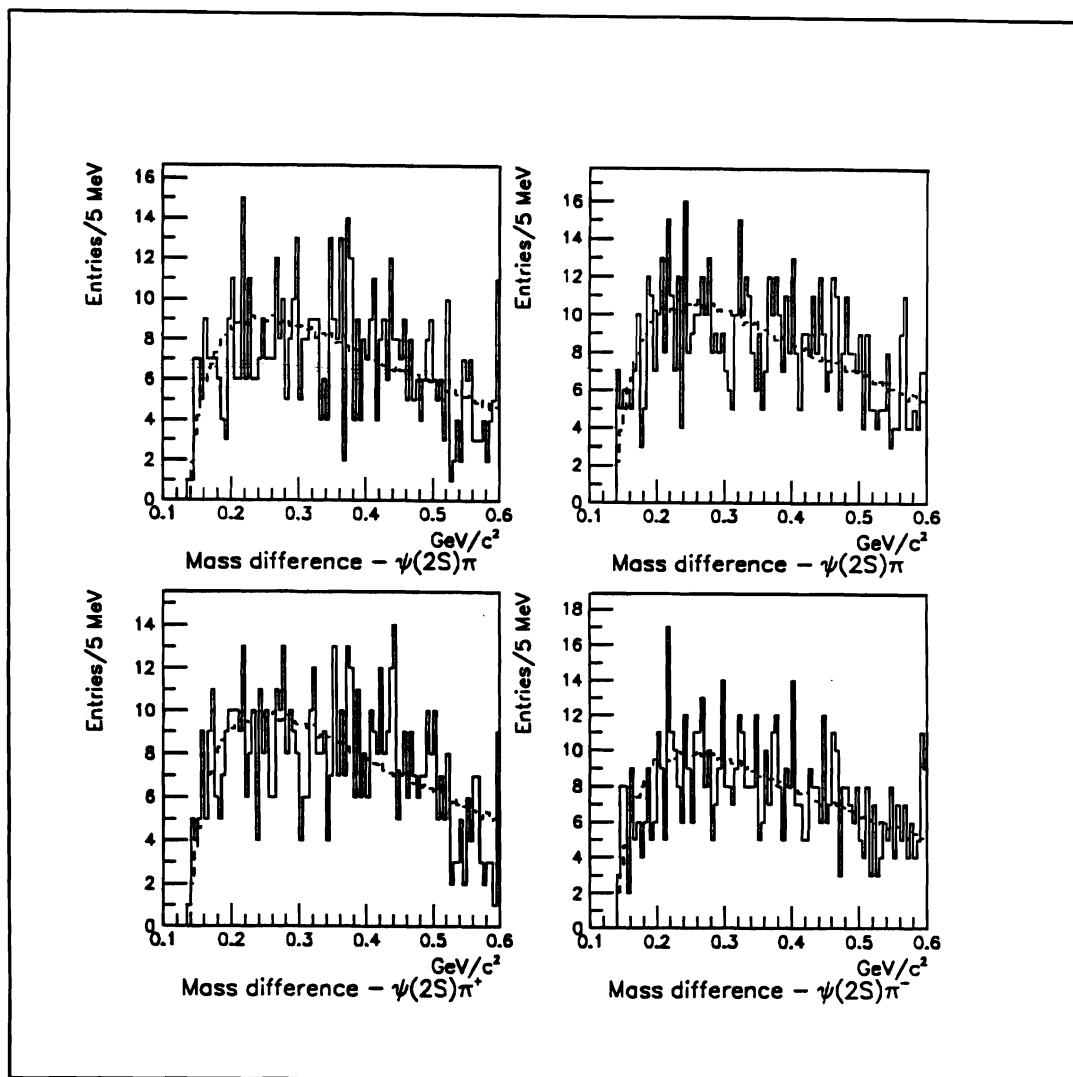 Entries/5 MeV
16
14
12
10
8
6
4
2
0
0.1 0.2 0.3 0.4 0.5 0.6
GeV/c²
Mass difference – ψ(2S)π
Entries/5 MeV
16
14
12
10
8
6
4
2
0
0.1 0.2 0.3 0.4 0.5 0.6
GeV/c²
Mass difference – ψ(2S)π
Entries/5 MeV
14
12
10
8
6
4
2
0
0.1 0.2 0.3 0.4 0.5 0.6
GeV/c²
Mass difference – ψ(2S)π⁺
Entries/5 MeV
18
16
14
12
10
8
6
4
2
0
0.1 0.2 0.3 0.4 0.5 0.6
GeV/c²
Mass difference – ψ(2S)π⁻